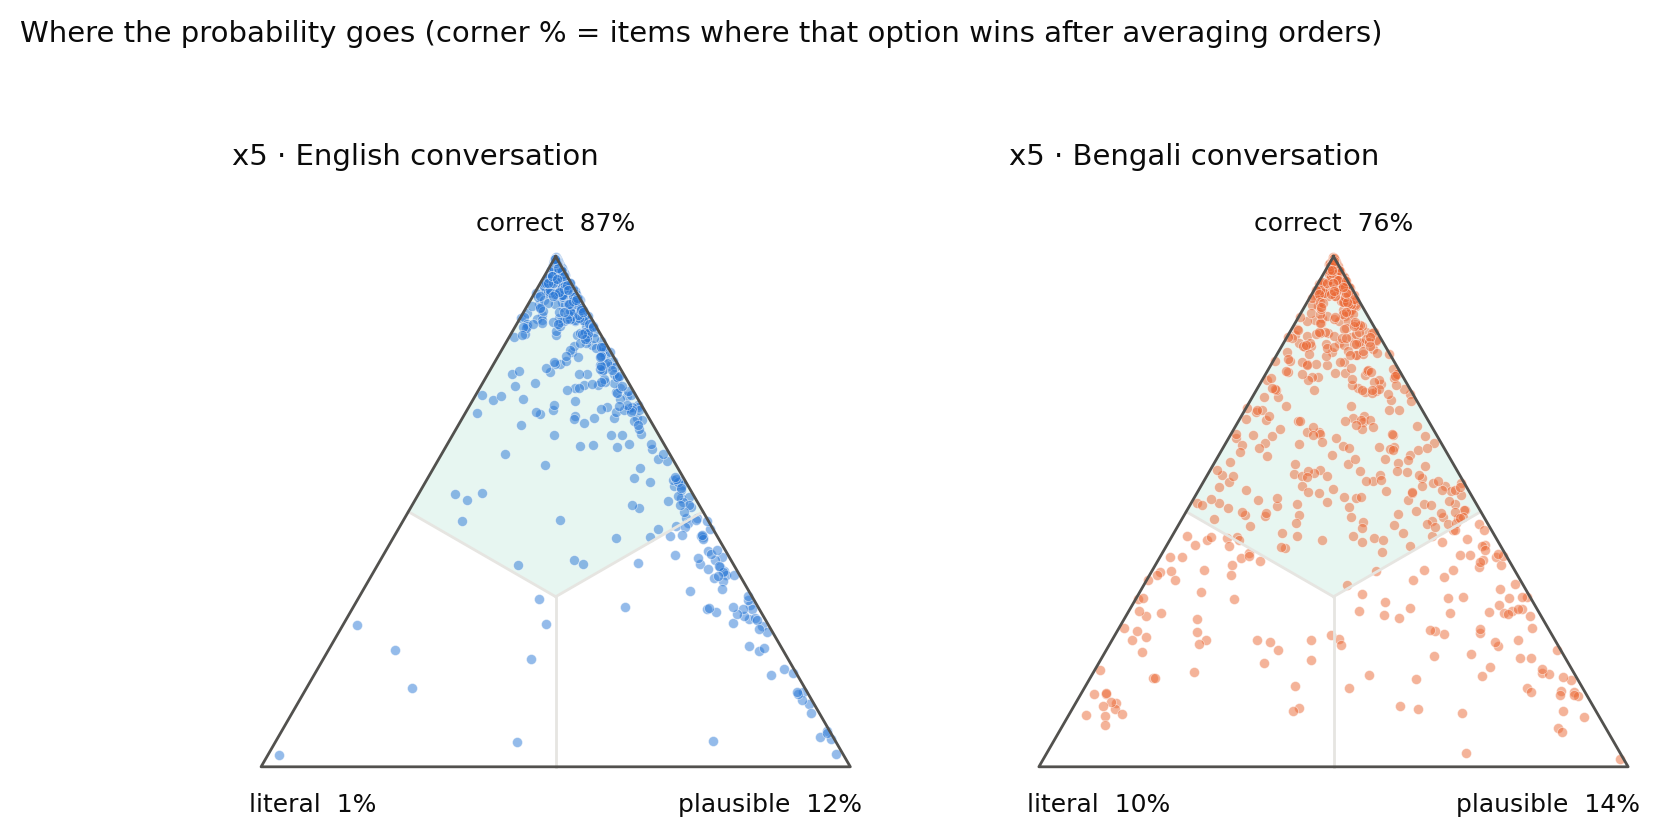 Where the probability goes (corner % = items where that option wins after averaging orders)
x5 · English conversation
correct 87%
literal 1%
plausible 12%
x5 · Bengali conversation
correct 76%
literal 10%
plausible 14%